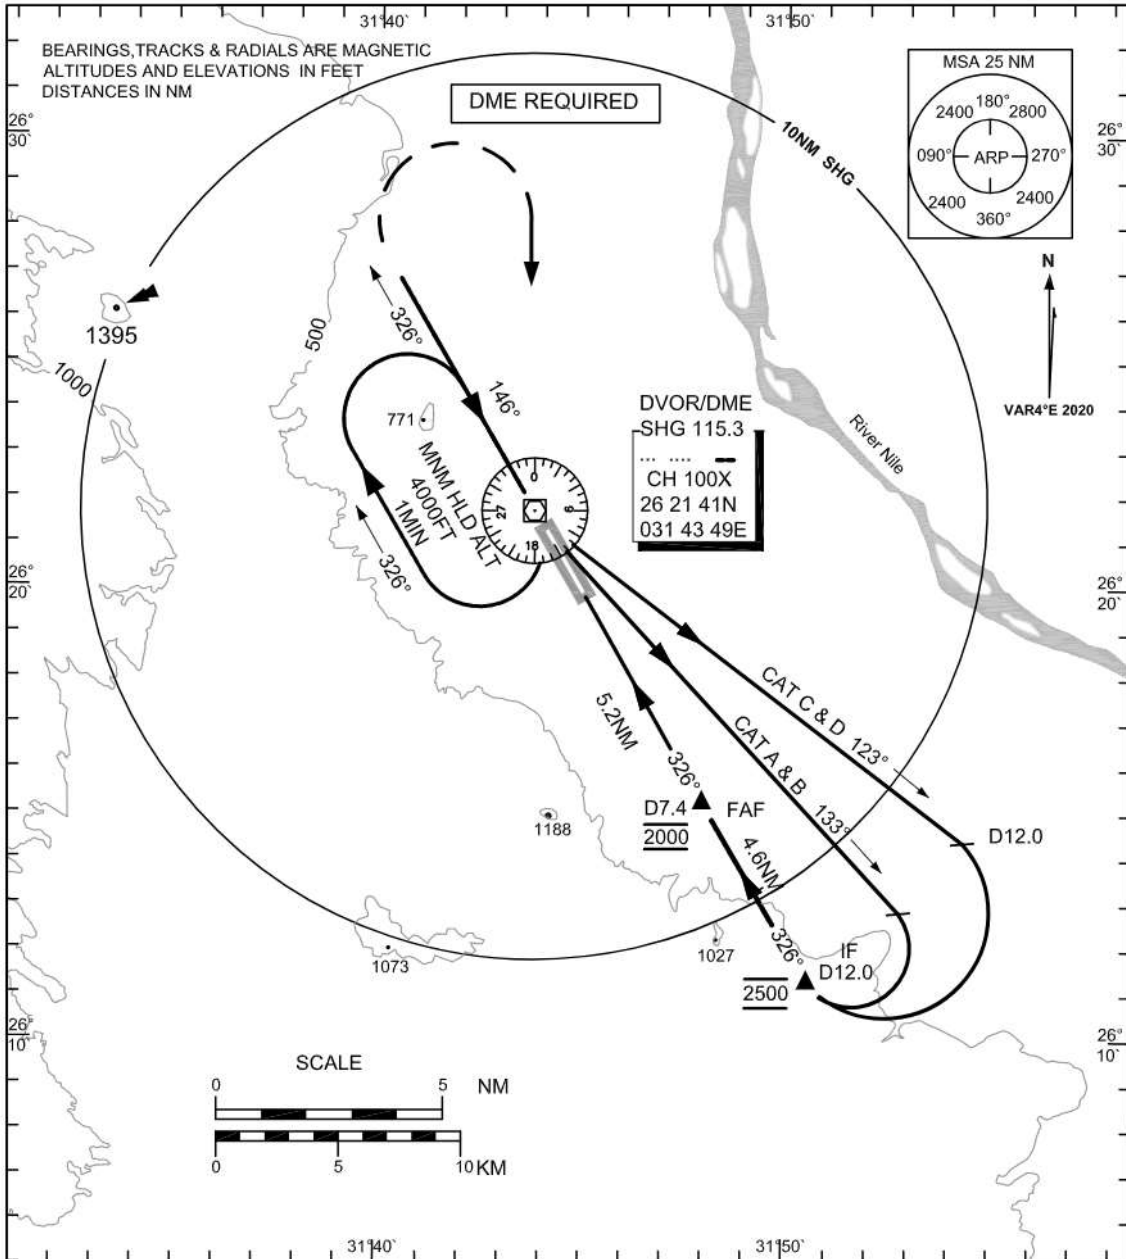 31°40`
31°50`
BEARINGS,TRACKS & RADIALS ARE MAGNETIC
ALTITUDES AND ELEVATIONS IN FEET
DISTANCES IN NM
DME REQUIRED
MSA 25 NM
180°
2400
2800
090°
ARP
270°
2400
2400
360°
26°
30`
26°
30`
10NM SHG
N
VAR4°E 2020
1395
1000
500
326°
146°
771
MNM HLD ALT
4000FT
1MIN
326°
0
9
18
27
DVOR/DME
SHG 115.3
CH 100X
26 21 41N
031 43 49E
River Nile
26°
20`
26°
20`
5.2NM
326°
CAT C & D 123°
CAT A & B 133°
D7.4
2000
FAF
D12.0
1188
4.6NM
326°
IF
D12.0
2500
1073
1027
26°
10`
26°
10`
SCALE
0 5 NM
0 5 10 KM
31°40`
31°50`